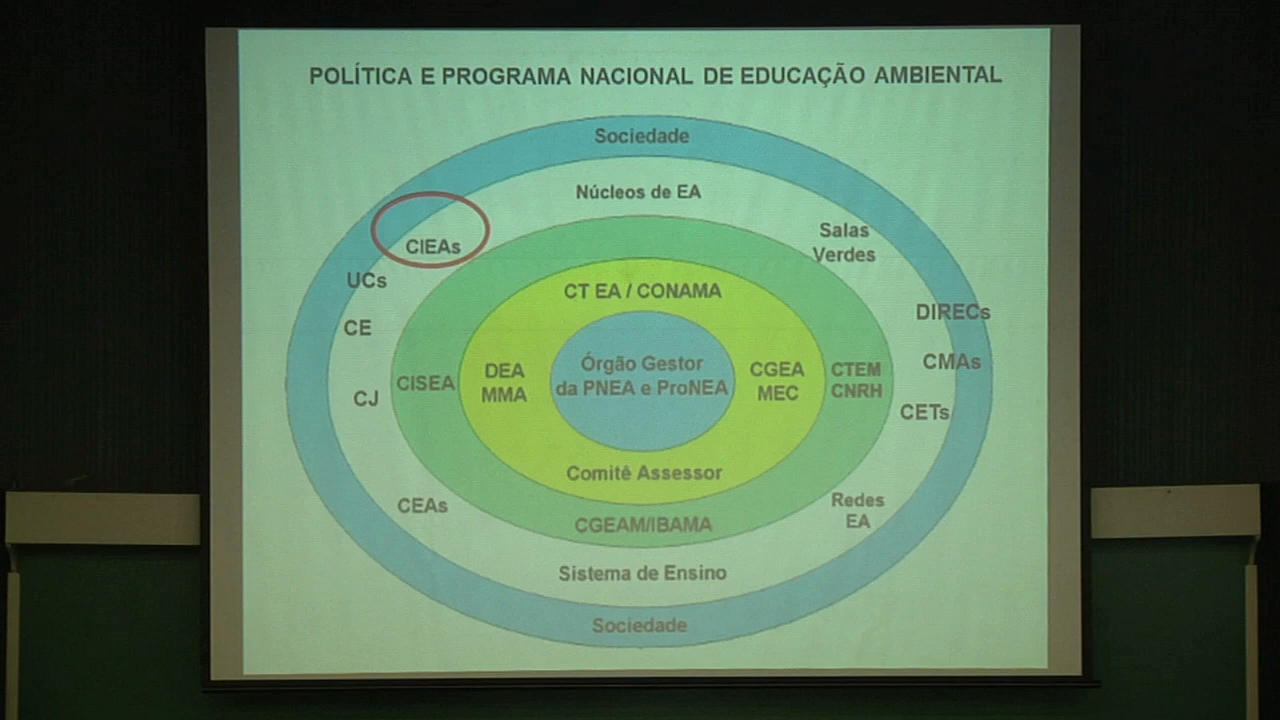 POLÍTICA E PROGRAMA NACIONAL DE EDUCAÇÃO AMBIENTAL
Sociedade
Núcleos de EA
CIEAs
Salas
Verdes
UCs
CT EA / CONAMA
DIRECs
CE
CISEA
DEA
MMA
Órgão Gestor
da PNEA e ProNEA
CGEA
MEC
CTEM
CNRH
CMAs
CJ
CETs
Comitê Assessor
CEAs
Redes
EA
CGEAM/IBAMA
Sistema de Ensino
Sociedade